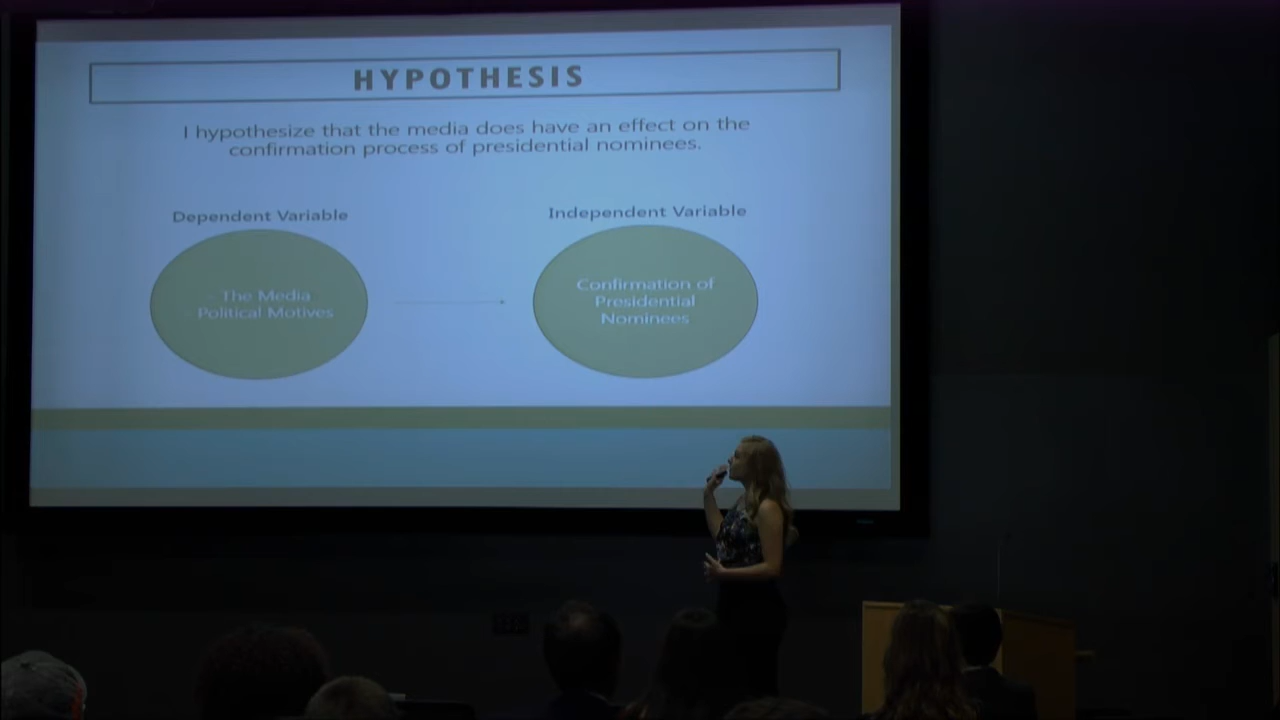 HYPOTHESIS
I hypothesize that the media does have an effect on the
confirmation process of presidential nominees.
Dependent Variable
Independent Variable
- The Media
- Political Motives
Confirmation of
Presidential
Nominees